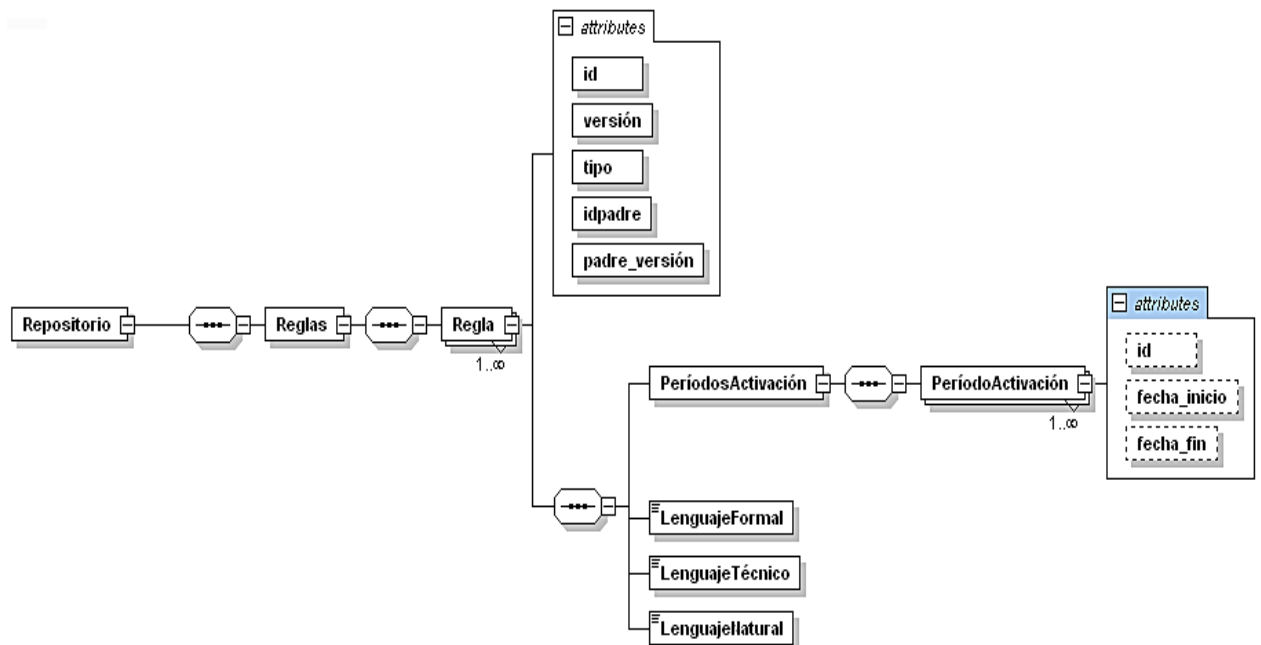 attributes
id
versión
tipo
idpadre
padre_versión
Repositorio
Reglas
Regla
1..∞
PeríodosActivación
PeríodoActivación
1..∞
attributes
id
fecha_inicio
fecha_fin
LenguajeFormal
LenguajeTécnico
LenguajeNatural